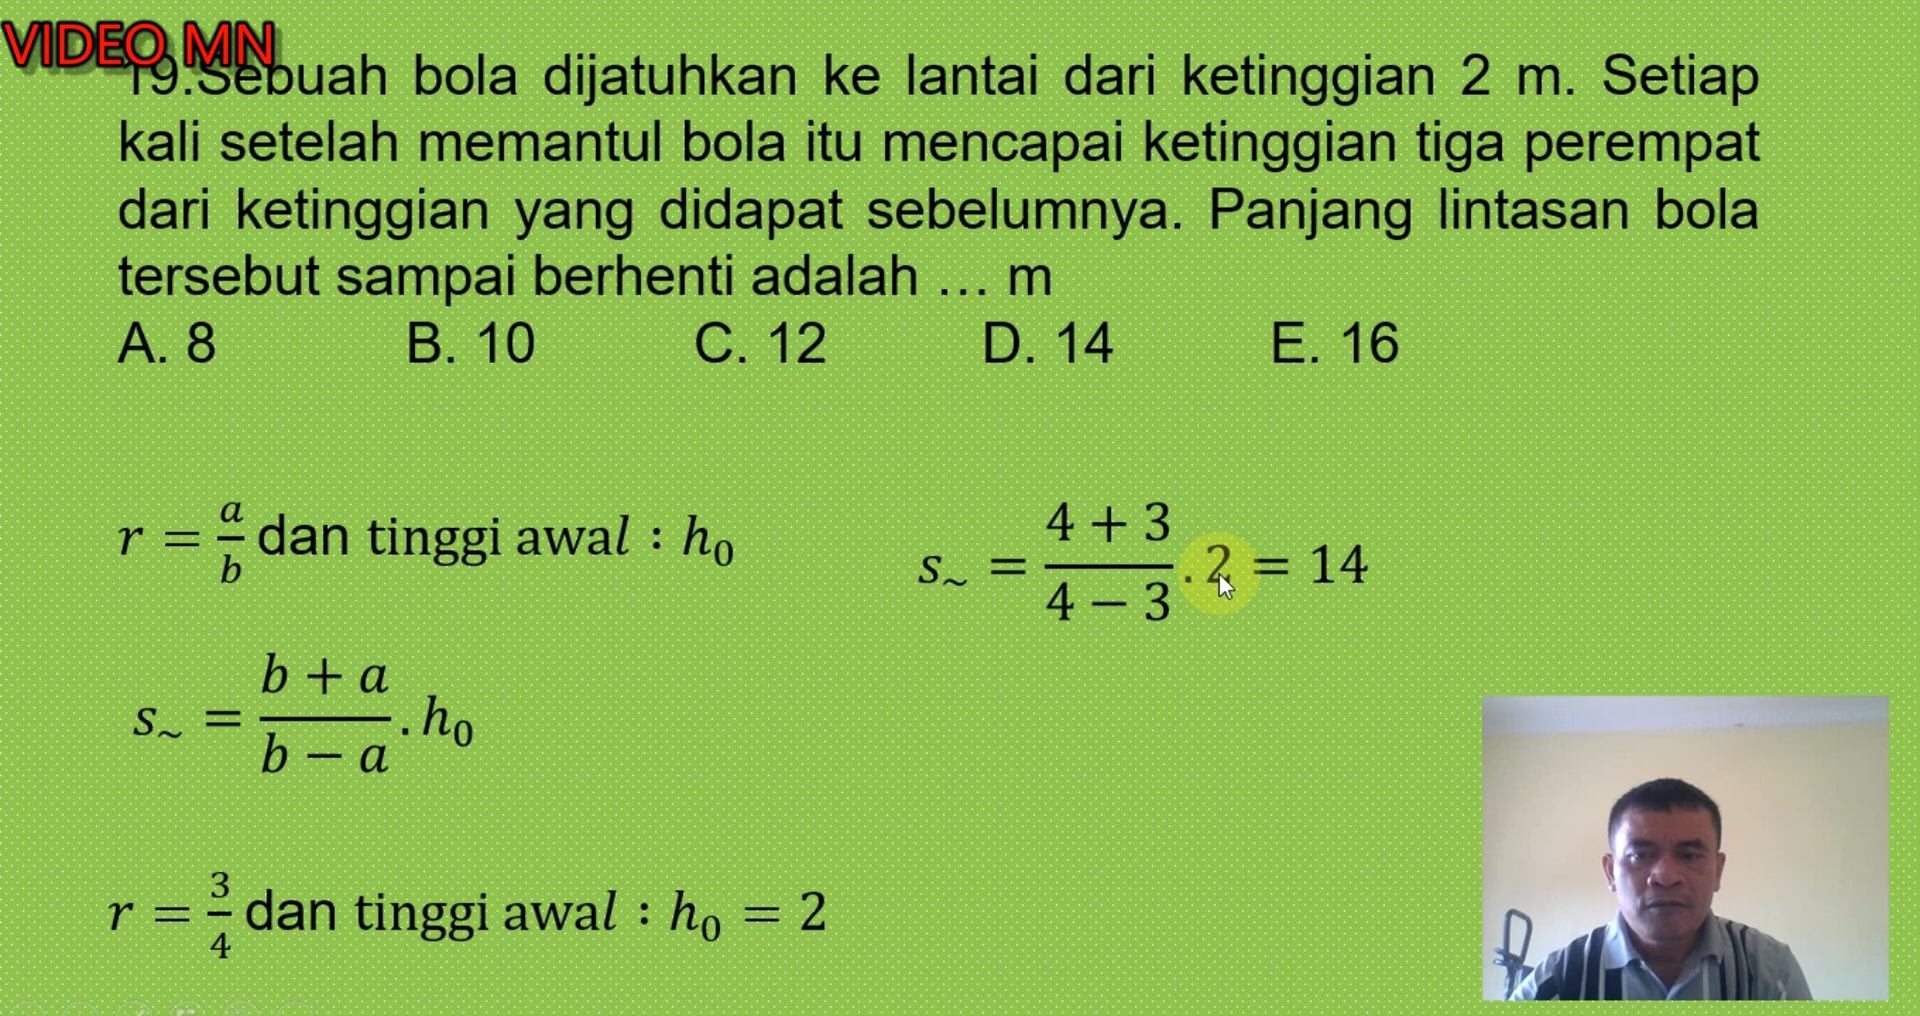 VIDEO MN
19.Sebuah bola dijatuhkan ke lantai dari ketinggian 2 m. Setiap
kali setelah memantul bola itu mencapai ketinggian tiga perempat
dari ketinggian yang didapat sebelumnya. Panjang lintasan bola
tersebut sampai berhenti adalah … m
A. 8 B. 10 C. 12 D. 14 E. 16
r = a/b dan tinggi awal : h₀
s~ = (b + a)/(b − a) . h₀
r = 3/4 dan tinggi awal : h₀ = 2
s~ = (4 + 3)/(4 − 3) . 2 = 14